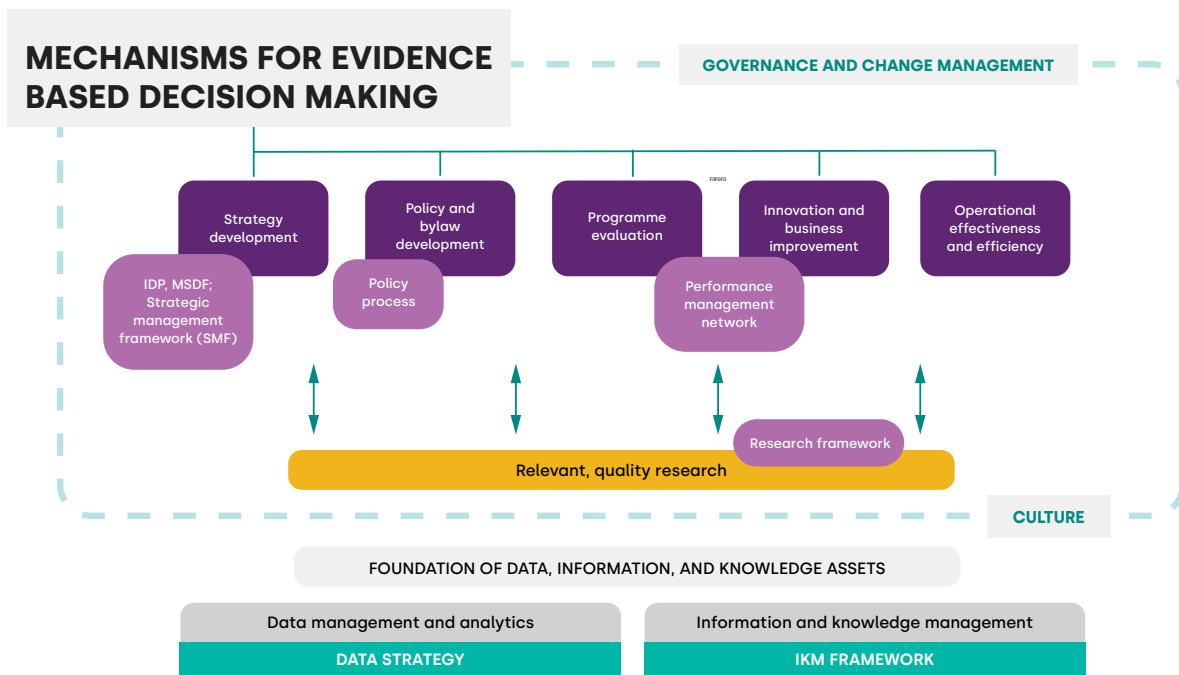 MECHANISMS FOR EVIDENCE
BASED DECISION MAKING
GOVERNANCE AND CHANGE MANAGEMENT
Strategy
development
IDP, MSDF;
Strategic
management
framework (SMF)
Policy and
bylaw
development
Policy
process
Programme
evaluation
FOFOFO
Innovation and
business
improvement
Performance
management
network
Operational
effectiveness
and efficiency
Research framework
Relevant, quality research
CULTURE
FOUNDATION OF DATA, INFORMATION, AND KNOWLEDGE ASSETS
Data management and analytics
DATA STRATEGY
Information and knowledge management
IKM FRAMEWORK